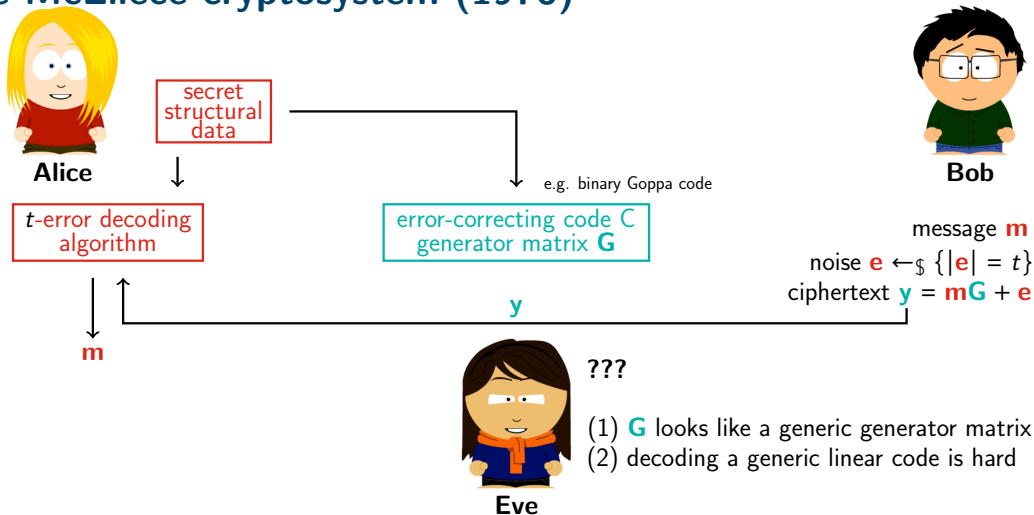 McEliece cryptosystem (1978)
secret
structural
data
Alice
Bob
e.g. binary Goppa code
t-error decoding
algorithm
error-correcting code C
generator matrix G
message m
noise e ←$ {|e| = t}
ciphertext y = mG + e
y
m
???
(1) G looks like a generic generator matrix
(2) decoding a generic linear code is hard
Eve